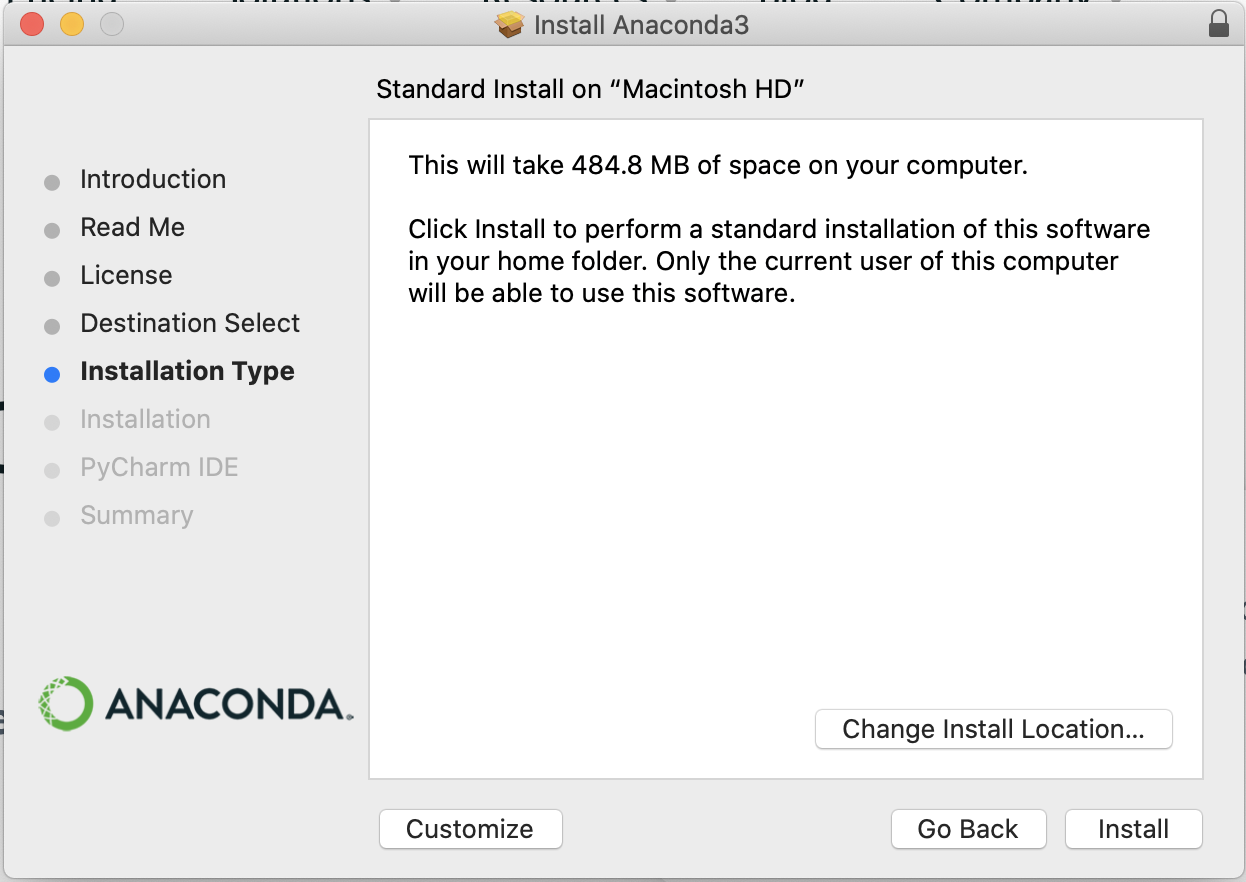 Install Anaconda3
Standard Install on “Macintosh HD”
Introduction
Read Me
License
Destination Select
Installation Type
Installation
PyCharm IDE
Summary
This will take 484.8 MB of space on your computer.
Click Install to perform a standard installation of this software
in your home folder. Only the current user of this computer
will be able to use this software.
ANACONDA.
Change Install Location...
Customize
Go Back
Install